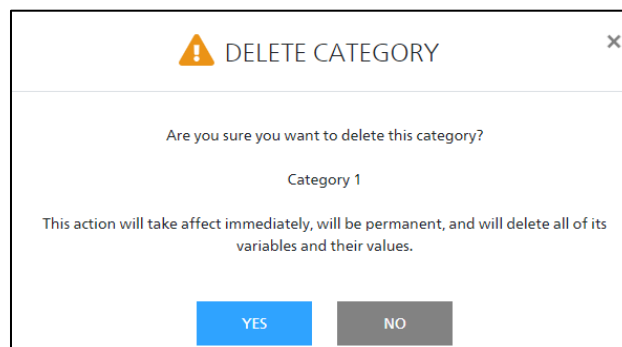 DELETE CATEGORY
×
Are you sure you want to delete this category?
Category 1
This action will take affect immediately, will be permanent, and will delete all of its
variables and their values.
YES
NO